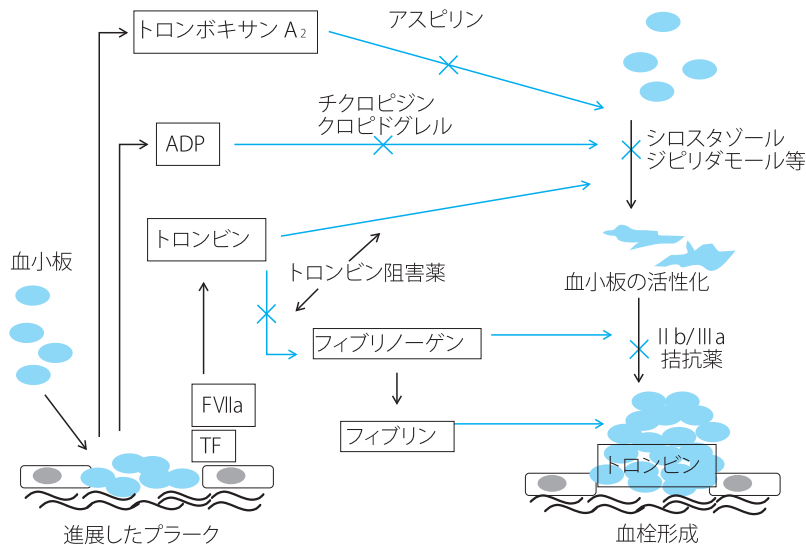 アスピリン
トロンボキサン A₂
チクロピジン
クロピドグレル
ADP
シロスタゾール
ジピリダモール等
トロンビン
血小板
トロンビン阻害薬
血小板の活性化
フィブリノーゲン
II b/IIIa
拮抗薬
FVIIa
フィブリン
TF
トロンビン
進展したプラーク
血栓形成